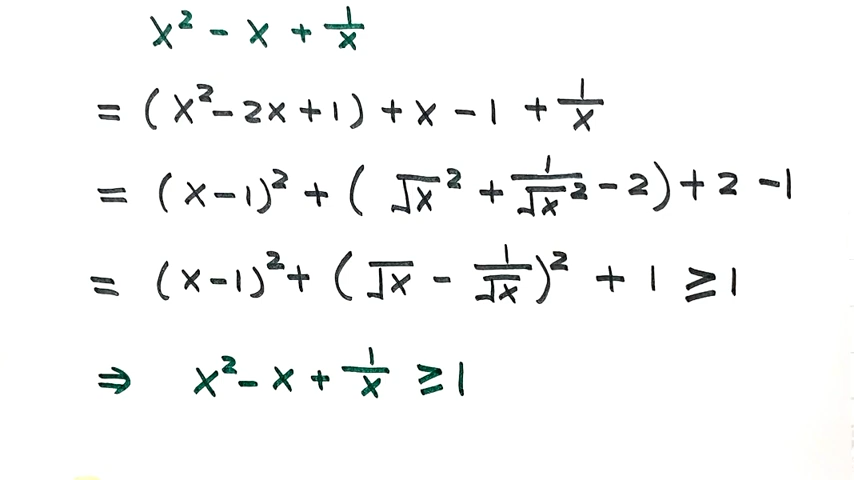 x² - x + 1/x
= (x² - 2x + 1) + x - 1 + 1/x
= (x - 1)² + (√x² + 1/√x² - 2) + 2 - 1
= (x - 1)² + (√x - 1/√x)² + 1 ≥ 1
⇒ x² - x + 1/x ≥ 1